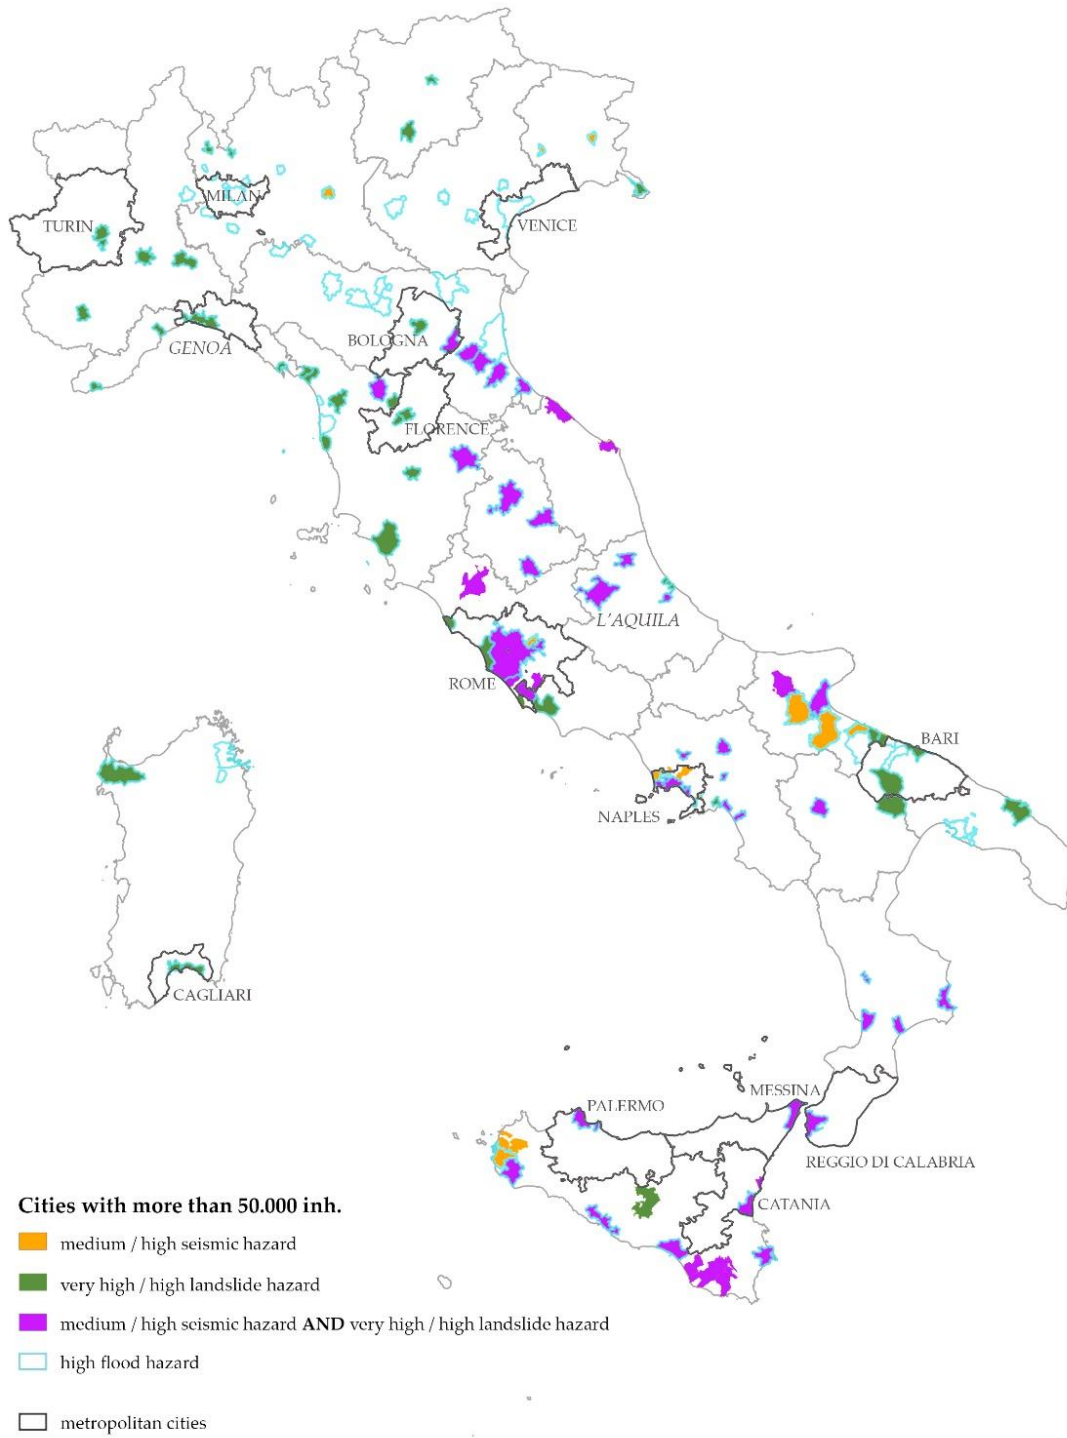 MILAN
TURIN
VENICE
BOLOGNA
GENOA
FLORENCE
L'AQUILA
ROME
BARI
NAPLES
CAGLIARI
MESSINA
PALERMO
REGGIO DI CALABRIA
CATANIA
Cities with more than 50.000 inh.
medium / high seismic hazard
very high / high landslide hazard
medium / high seismic hazard AND very high / high landslide hazard
high flood hazard
metropolitan cities